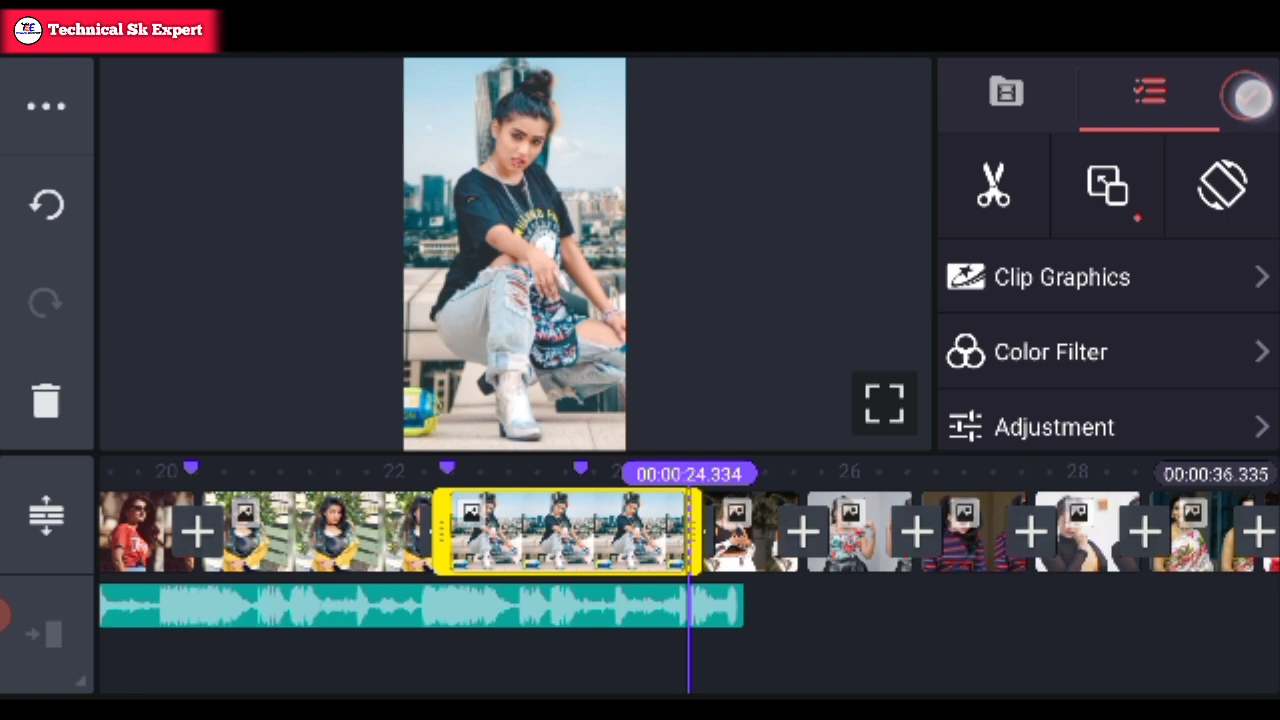 Technical Sk Expert
Clip Graphics
Color Filter
Adjustment
20
22
00:00:24.334
26
28
00:00:36.335